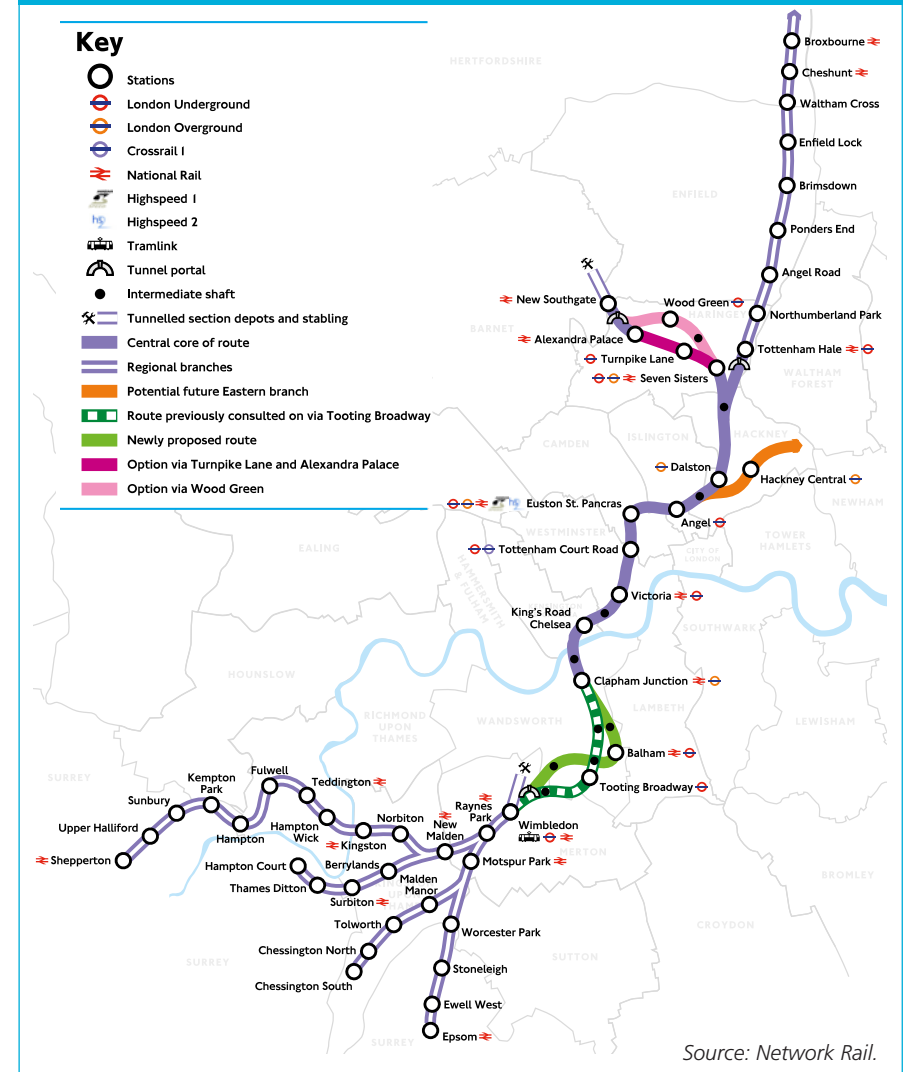 Key
Stations
London Underground
London Overground
Crossrail 1
National Rail
Highspeed 1
Highspeed 2
Tramlink
Tunnel portal
Intermediate shaft
Tunnelled section depots and stabling
Central core of route
Regional branches
Potential future Eastern branch
Route previously consulted on via Tooting Broadway
Newly proposed route
Option via Turnpike Lane and Alexandra Palace
Option via Wood Green
HERTFORDSHIRE
Broxbourne
Cheshunt
Waltham Cross
Enfield Lock
ENFIELD
Brimsdown
Ponders End
Angel Road
New Southgate
Wood Green
HARINGEY
Northumberland Park
BARNET
Alexandra Palace
Turnpike Lane
Tottenham Hale
Seven Sisters
WALTHAM
FOREST
CAMDEN
ISLINGTON
HACKNEY
Dalston
Hackney Central
NEWHAM
Euston St. Pancras
hs2
Angel
WESTMINSTER
TOWER
HAMLETS
CITY OF
LONDON
EALING
Tottenham Court Road
HAMMERSMITH
& FULHAM
Victoria
King's Road
Chelsea
SOUTHWARK
HOUNSLOW
Clapham Junction
LAMBETH
RICHMOND
UPON
THAMES
WANDSWORTH
LEWISHAM
Balham
Tooting Broadway
SURREY
Fulwell
Teddington
Kempton
Park
Sunbury
Upper Halliford
Shepperton
Hampton
Hampton
Wick
Kingston
Norbiton
New
Malden
Raynes
Park
Wimbledon
MERTON
Motspur Park
BROMLEY
Hampton Court
Berrylands
Thames Ditton
Surbiton
Malden
Manor
Tolworth
Worcester Park
CROYDON
Chessington North
Chessington South
SURREY
SUTTON
Stoneleigh
Ewell West
SURREY
Epsom
Source: Network Rail.